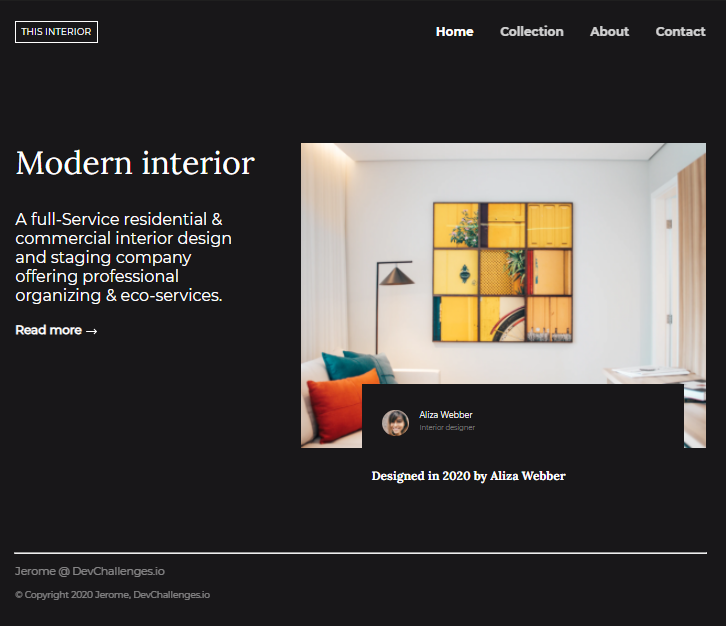 THIS INTERIOR
Home Collection About Contact
Modern interior
A full-Service residential &
commercial interior design
and staging company
offering professional
organizing & eco-services.
Read more →
Aliza Webber
Interior designer
Designed in 2020 by Aliza Webber
Jerome @ DevChallenges.io
© Copyright 2020 Jerome, DevChallenges.io